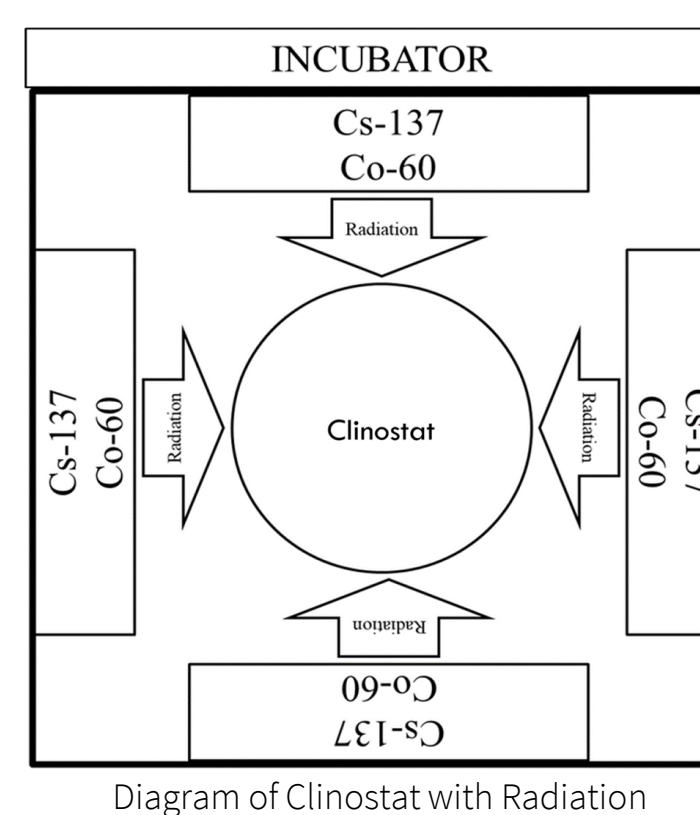 INCUBATOR
Cs-137
Co-60
Radiation
Cs-137
Co-60
Radiation
Clinostat
Radiation
Co-60
Radiation
Co-60
Cs-137
Diagram of Clinostat with Radiation